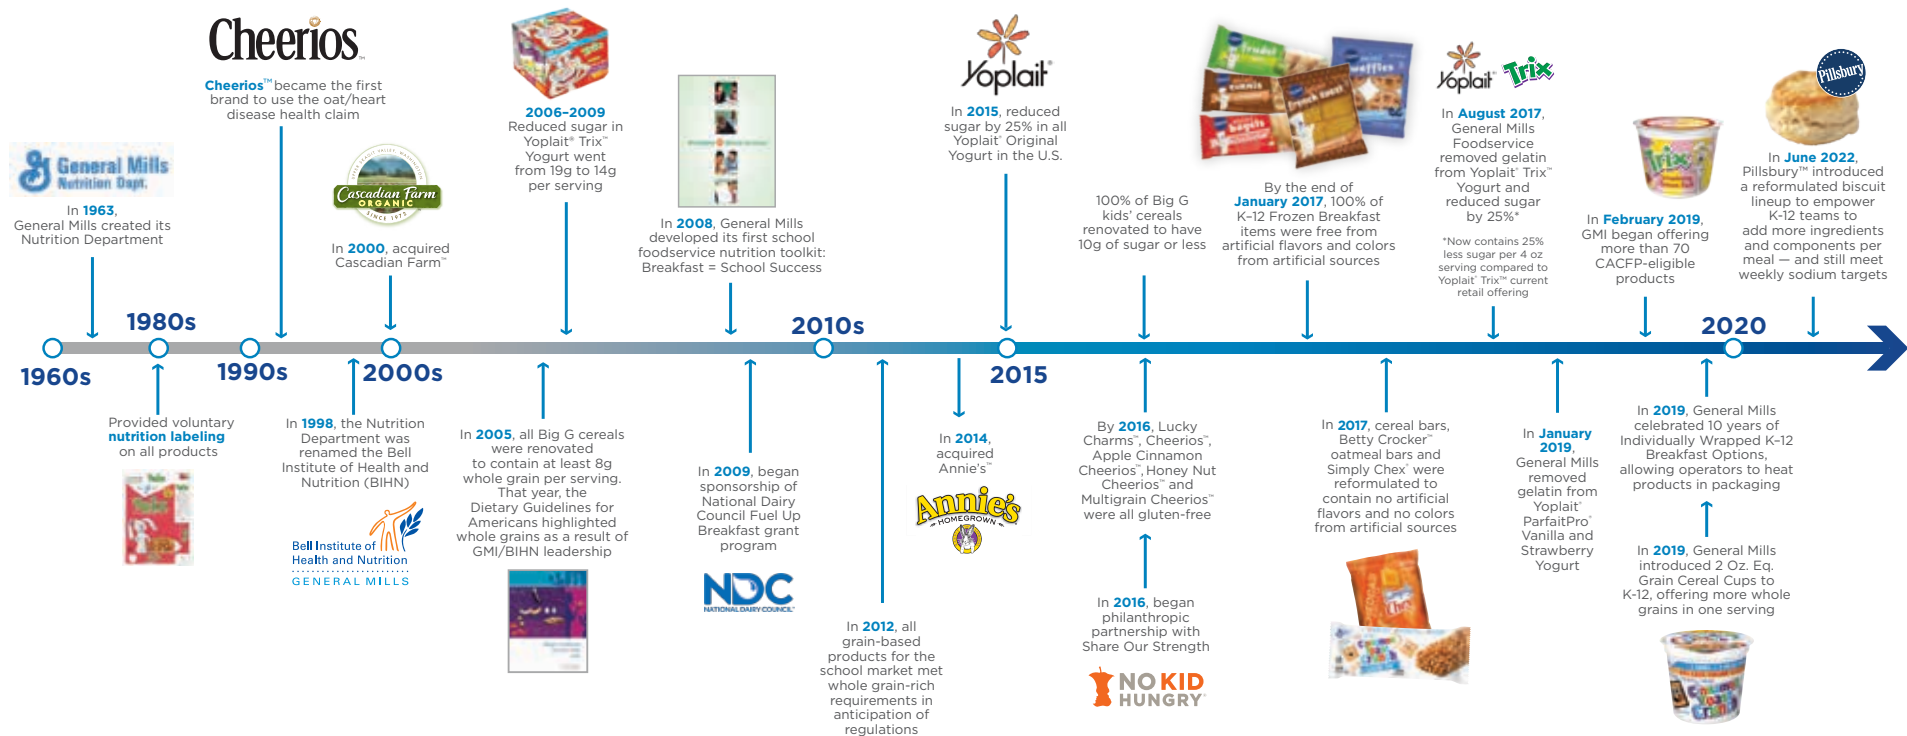 General Mills
Nutrition Dept.
In 1963,
General Mills created its
Nutrition Department
1960s
1980s
Provided voluntary
nutrition labeling
on all products
Cheerios™
Cheerios™ became the first
brand to use the oat/heart
disease health claim
1990s
In 1998, the Nutrition
Department was
renamed the Bell
Institute of Health and
Nutrition (BIHN)
Bell Institute of
Health and Nutrition
GENERAL MILLS
Cascadian Farm
ORGANIC
SINCE 1972
In 2000, acquired
Cascadian Farm™
2000s
In 2005, all Big G cereals
were renovated
to contain at least 8g
whole grain per serving.
That year, the
Dietary Guidelines for
Americans highlighted
whole grains as a result of
GMI/BIHN leadership
2006–2009
Reduced sugar in
Yoplait® Trix™
Yogurt went
from 19g to 14g
per serving
In 2008, General Mills
developed its first school
foodservice nutrition toolkit:
Breakfast = School Success
In 2009, began
sponsorship of
National Dairy
Council Fuel Up
Breakfast grant
program
NDC
NATIONAL DAIRY COUNCIL
2010s
In 2012, all
grain-based
products for the
school market met
whole grain-rich
requirements in
anticipation of
regulations
In 2014,
acquired
Annie's™
Annie's
HOMEGROWN
Yoplait®
In 2015, reduced
sugar by 25% in all
Yoplait® Original
Yogurt in the U.S.
2015
100% of Big G
kids' cereals
renovated to have
10g of sugar or less
By 2016, Lucky
Charms™, Cheerios™,
Apple Cinnamon
Cheerios™, Honey Nut
Cheerios™ and
Multigrain Cheerios™
were all gluten-free
In 2016, began
philanthropic
partnership with
Share Our Strength
NO KID
HUNGRY
frudel
waffles
french toast
bagels
By the end of
January 2017, 100% of
K–12 Frozen Breakfast
items were free from
artificial flavors and colors
from artificial sources
In 2017, cereal bars,
Betty Crocker™
oatmeal bars and
Simply Chex® were
reformulated to
contain no artificial
flavors and no colors
from artificial sources
Yoplait® Trix
In August 2017,
General Mills
Foodservice
removed gelatin
from Yoplait® Trix™
Yogurt and
reduced sugar
by 25%*
*Now contains 25%
less sugar per 4 oz
serving compared to
Yoplait® Trix™ current
retail offering
In January
2019,
General Mills
removed
gelatin from
Yoplait®
ParfaitPro®
Vanilla and
Strawberry
Yogurt
Trix
In February 2019,
GMI began offering
more than 70
CACFP-eligible
products
2020
In 2019, General Mills
celebrated 10 years of
Individually Wrapped K–12
Breakfast Options,
allowing operators to heat
products in packaging
In 2019, General Mills
introduced 2 Oz. Eq.
Grain Cereal Cups to
K-12, offering more whole
grains in one serving
Cinnamon
Toast
Crunch
Pillsbury
In June 2022,
Pillsbury™ introduced
a reformulated biscuit
lineup to empower
K-12 teams to
add more ingredients
and components per
meal — and still meet
weekly sodium targets